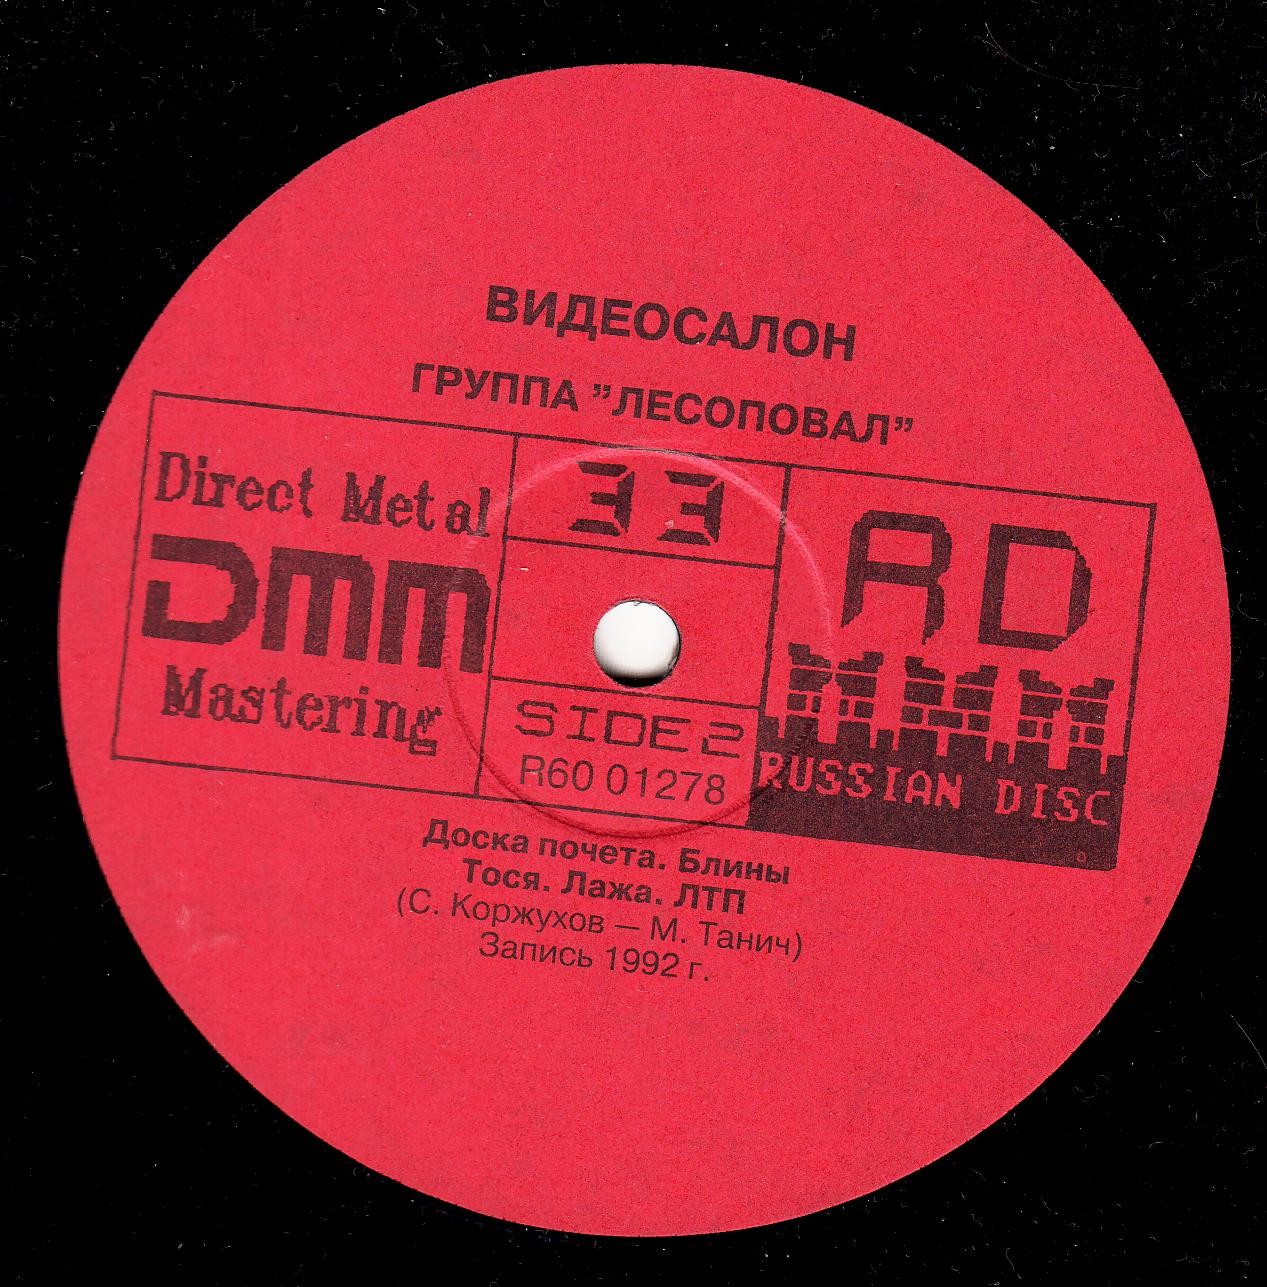 ВИДЕОСАЛОН
ГРУППА ”ЛЕСОПОВАЛ”
Direct Metal
DMM
Mastering
33
SIDE 2
R60 01278
RD
RUSSIAN DISC
Доска почета. Блины
Тося. Лажа. ЛТП
(С. Коржухов — М. Танич)
Запись 1992 г.